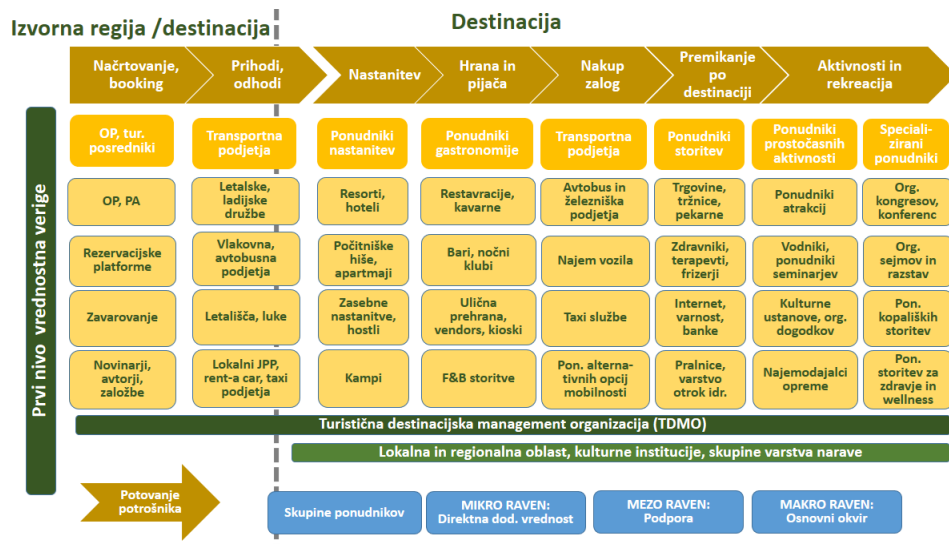 Izvorna regija /destinacija
Destinacija
Načrtovanje,
booking
Prihodi,
odhodi
Nastanitev
Hrana in
pijača
Nakup
zalog
Premikanje
po
destinaciji
Aktivnosti in
rekreacija
Prvi nivo vrednostna verige
OP, tur.
posredniki
Transportna
podjetja
Ponudniki
nastanitev
Ponudniki
gastronomije
Transportna
podjetja
Ponudniki
storitev
Ponudniki
prostočasnih
aktivnosti
Speciali-
zirani
ponudniki
OP, PA
Letalske,
ladijske
družbe
Resorti,
hoteli
Restavracije,
kavarne
Avtobus in
železniška
podjetja
Trgovine,
tržnice,
pekarne
Ponudniki
atrakcij
Org.
kongresov,
konferenc
Rezervacijske
platforme
Vlakovna,
avtobusna
podjetja
Počitniške
hiše,
apartmaji
Bari, nočni
klubi
Najem vozila
Zdravniki,
terapevti,
frizerji
Vodniki,
ponudniki
seminarjev
Org.
sejmov in
razstav
Zavarovanje
Letališča, luke
Zasebne
nastanitve,
hostli
Ulična
prehrana,
vendors, kioski
Taxi službe
Internet,
varnost,
banke
Kulturne
ustanove, org.
dogodkov
Pon.
kopaliških
storitev
Novinarji,
avtorji,
založbe
Lokalni JPP,
rent-a car, taxi
podjetja
Kampi
F&B storitve
Pon. alterna-
tivnih opcij
mobilnosti
Pralnice,
varstvo
otrok idr.
Najemodajalci
opreme
Pon.
storitev za
zdravje in
wellness
Turistična destinacijska management organizacija (TDMO)
Lokalna in regionalna oblast, kulturne institucije, skupine varstva narave
Potovanje
potrošnika
Skupine ponudnikov
MIKRO RAVEN:
Direktna dod. vrednost
MEZO RAVEN:
Podpora
MAKRO RAVEN:
Osnovni okvir